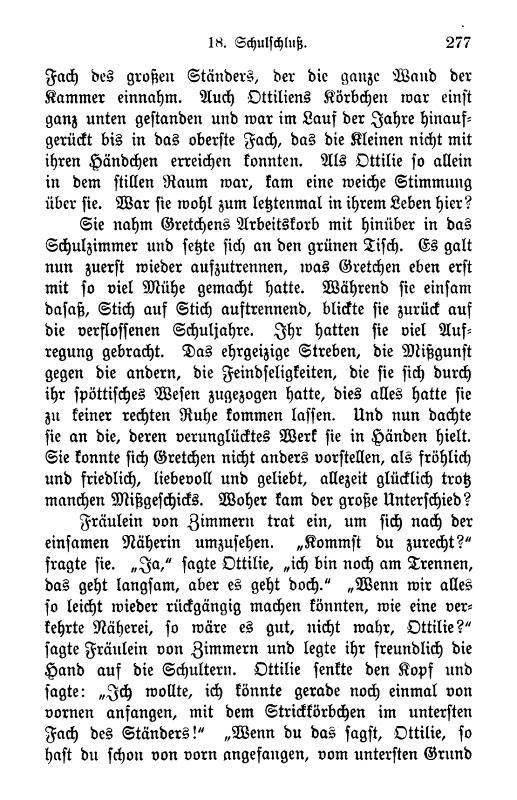 18. Schulschluß. 277
Fach des großen Ständers, der die ganze Wand der
Kammer einnahm. Auch Ottiliens Körbchen war einst
ganz unten gestanden und war im Lauf der Jahre hinauf-
gerückt bis in das oberste Fach, das die Kleinen nicht mit
ihren Händchen erreichen konnten. Als Ottilie so allein
in dem stillen Raum war, kam eine weiche Stimmung
über sie. War sie wohl zum letztenmal in ihrem Leben hier?
Sie nahm Gretchens Arbeitskorb mit hinüber in das
Schulzimmer und setzte sich an den grünen Tisch. Es galt
nun zuerst wieder aufzutrennen, was Gretchen eben erst
mit so viel Mühe gemacht hatte. Während sie einsam
dasaß, Stich auf Stich auftrennend, blickte sie zurück auf
die verflossenen Schuljahre. Ihr hatten sie viel Auf-
regung gebracht. Das ehrgeizige Streben, die Mißgunst
gegen die andern, die Feindseligkeiten, die sie sich durch
ihr spöttisches Wesen zugezogen hatte, dies alles hatte sie
zu keiner rechten Ruhe kommen lassen. Und nun dachte
sie an die, deren verunglücktes Werk sie in Händen hielt.
Sie konnte sich Gretchen nicht anders vorstellen, als fröhlich
und friedlich, liebevoll und geliebt, allezeit glücklich trotz
manchen Mißgeschicks. Woher kam der große Unterschied?
Fräulein von Zimmern trat ein, um sich nach der
einsamen Näherin umzusehen. „Kommst du zurecht?“
fragte sie. „Ja,“ sagte Ottilie, „ich bin noch am Trennen,
das geht langsam, aber es geht doch.“ „Wenn wir alles
so leicht wieder rückgängig machen könnten, wie eine ver-
kehrte Näherei, so wäre es gut, nicht wahr, Ottilie?“
sagte Fräulein von Zimmern und legte ihr freundlich die
Hand auf die Schultern. Ottilie senkte den Kopf und
sagte: „Ich wollte, ich könnte gerade noch einmal von
vornen anfangen, mit dem Strickkörbchen im untersten
Fach des Ständers!“ „Wenn du das sagst, Ottilie, so
hast du schon von vorn angefangen, vom untersten Grund